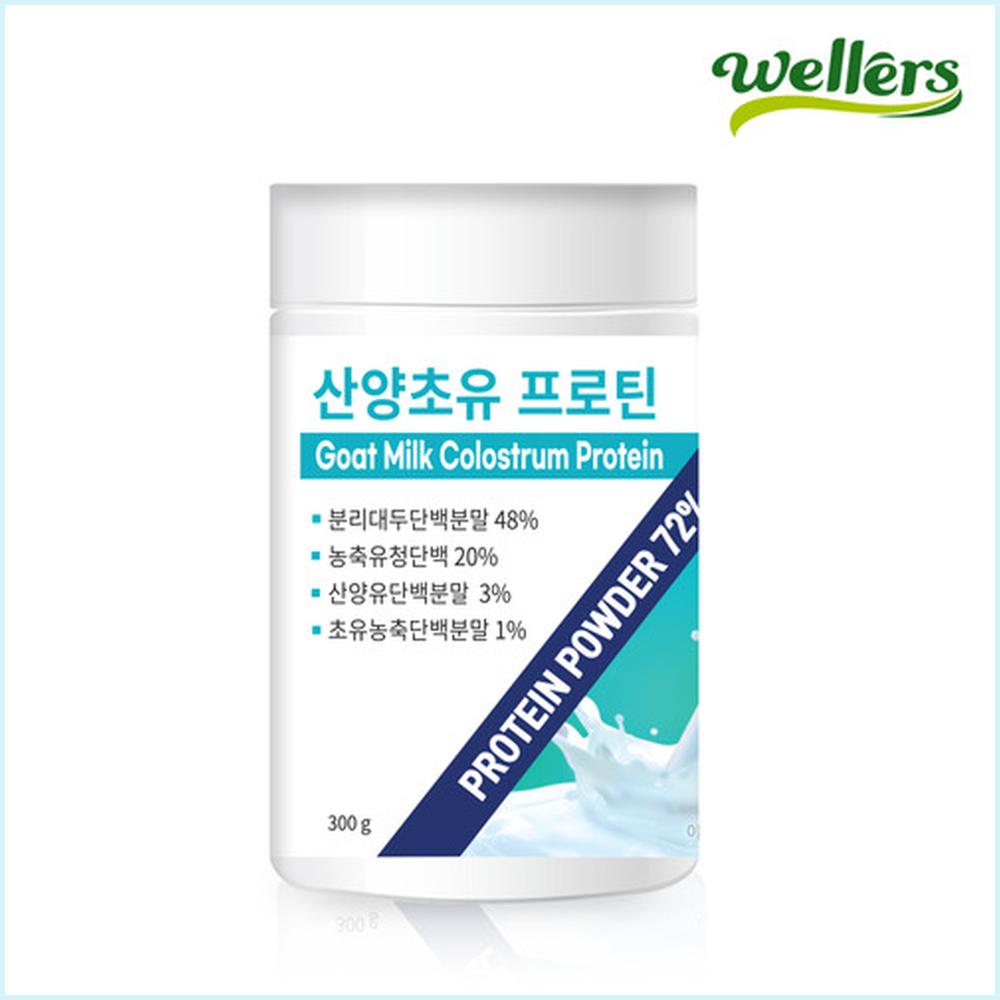 wellers
산양초유 프로틴
Goat Milk Colostrum Protein
분리대두단백분말 48%
농축유청단백 20%
산양유단백분말 3%
초유농축단백분말 1%
PROTEIN POWDER 72%
300 g
300 g